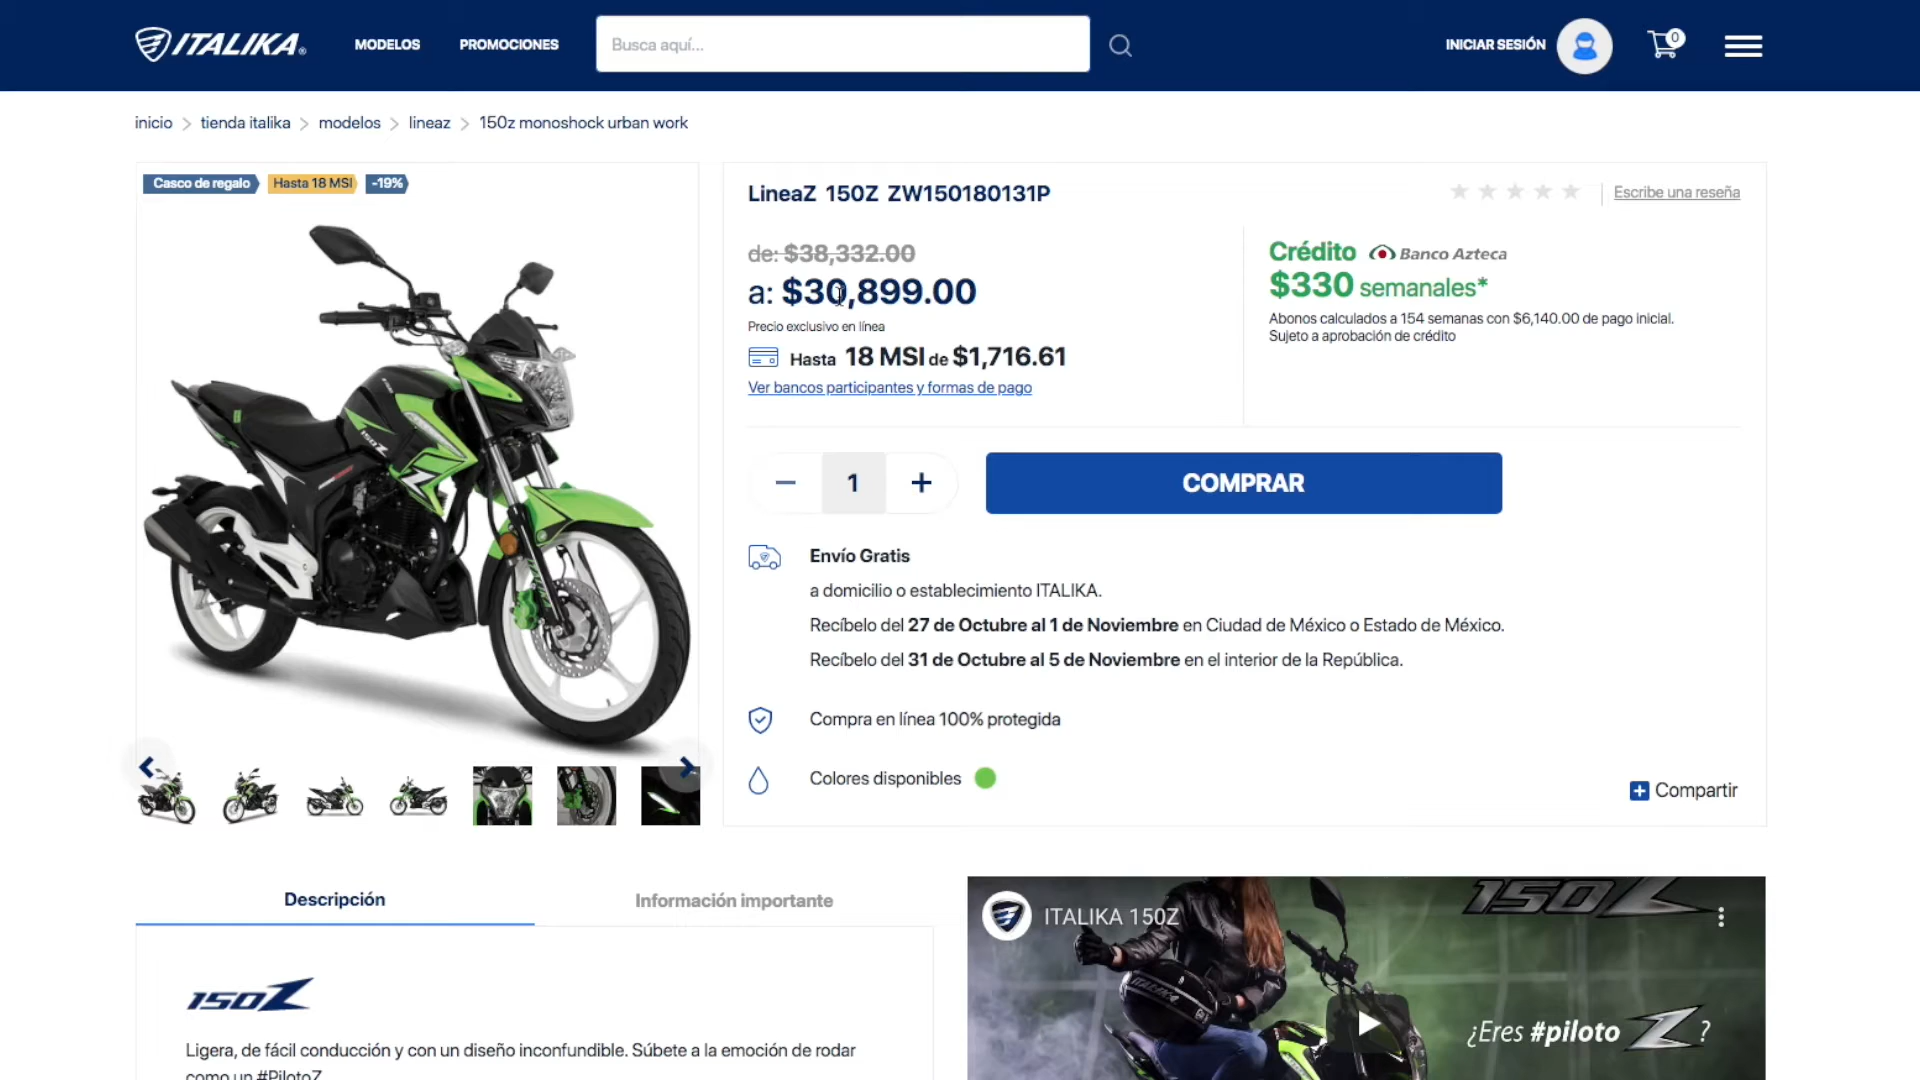 ITALIKA®
MODELOS
PROMOCIONES
Busca aquí...
INICIAR SESIÓN
0
inicio > tienda italika > modelos > lineaz > 150z monoshock urban work
Casco de regalo
Hasta 18 MSI
-19%
LineaZ 150Z ZW150180131P
Escribe una reseña
de: $38,332.00
a: $30,899.00
Precio exclusivo en línea
Hasta 18 MSI de $1,716.61
Ver bancos participantes y formas de pago
Crédito Banco Azteca
$330 semanales*
Abonos calculados a 154 semanas con $6,140.00 de pago inicial.
Sujeto a aprobación de crédito
1
COMPRAR
Envío Gratis
a domicilio o establecimiento ITALIKA.
Recíbelo del 27 de Octubre al 1 de Noviembre en Ciudad de México o Estado de México.
Recíbelo del 31 de Octubre al 5 de Noviembre en el interior de la República.
Compra en línea 100% protegida
Colores disponibles
Compartir
Descripción
Información importante
150Z
Ligera, de fácil conducción y con un diseño inconfundible. Súbete a la emoción de rodar
como un #PilotoZ
150Z
ITALIKA 150Z
ITALIKA
¿Eres #piloto Z ?